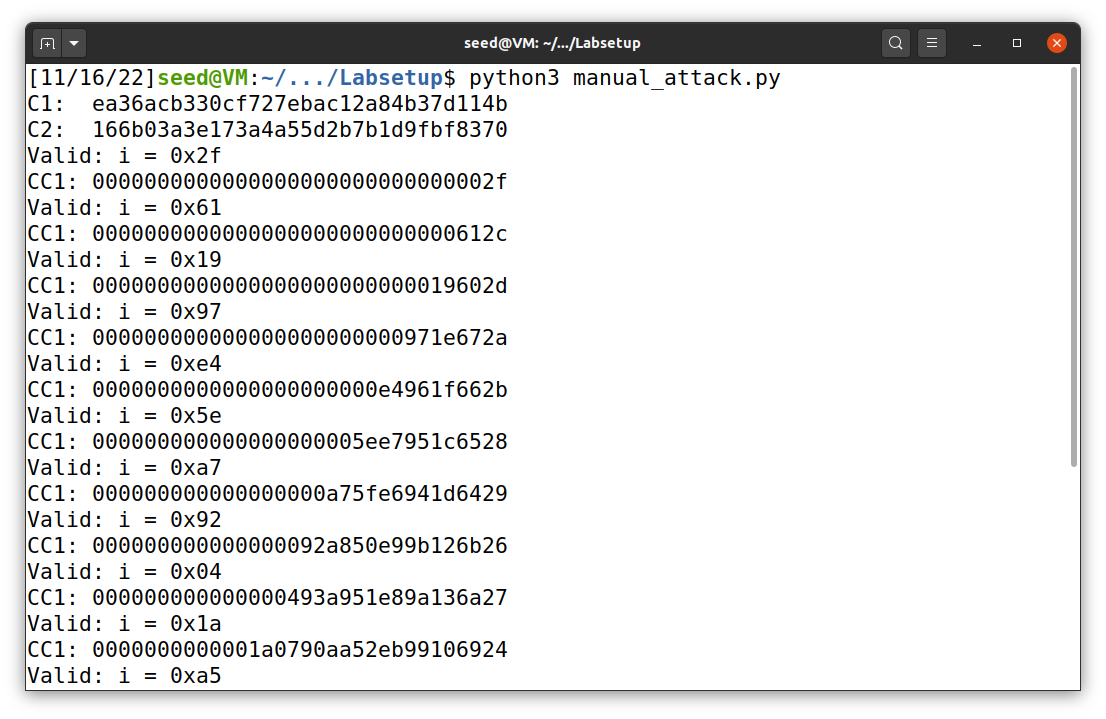 seed@VM: ~/.../Labsetup
[11/16/22]seed@VM:~/.../Labsetup$ python3 manual_attack.py
C1:  ea36acb330cf727ebac12a84b37d114b
C2:  166b03a3e173a4a55d2b7b1d9fbf8370
Valid: i = 0x2f
CC1: 0000000000000000000000000000002f
Valid: i = 0x61
CC1: 0000000000000000000000000000612c
Valid: i = 0x19
CC1: 0000000000000000000000000019602d
Valid: i = 0x97
CC1: 000000000000000000000000971e672a
Valid: i = 0xe4
CC1: 0000000000000000000000e4961f662b
Valid: i = 0x5e
CC1: 000000000000000000005ee7951c6528
Valid: i = 0xa7
CC1: 000000000000000000a75fe6941d6429
Valid: i = 0x92
CC1: 000000000000000092a850e99b126b26
Valid: i = 0x04
CC1: 000000000000000493a951e89a136a27
Valid: i = 0x1a
CC1: 0000000000001a0790aa52eb99106924
Valid: i = 0xa5